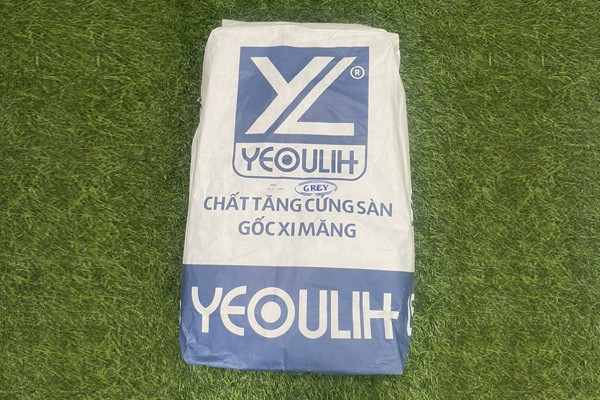 YL®
YEOULIH
GREY
CHẤT TĂNG CỨNG SÀN
GỐC XI MĂNG
YEOULIH